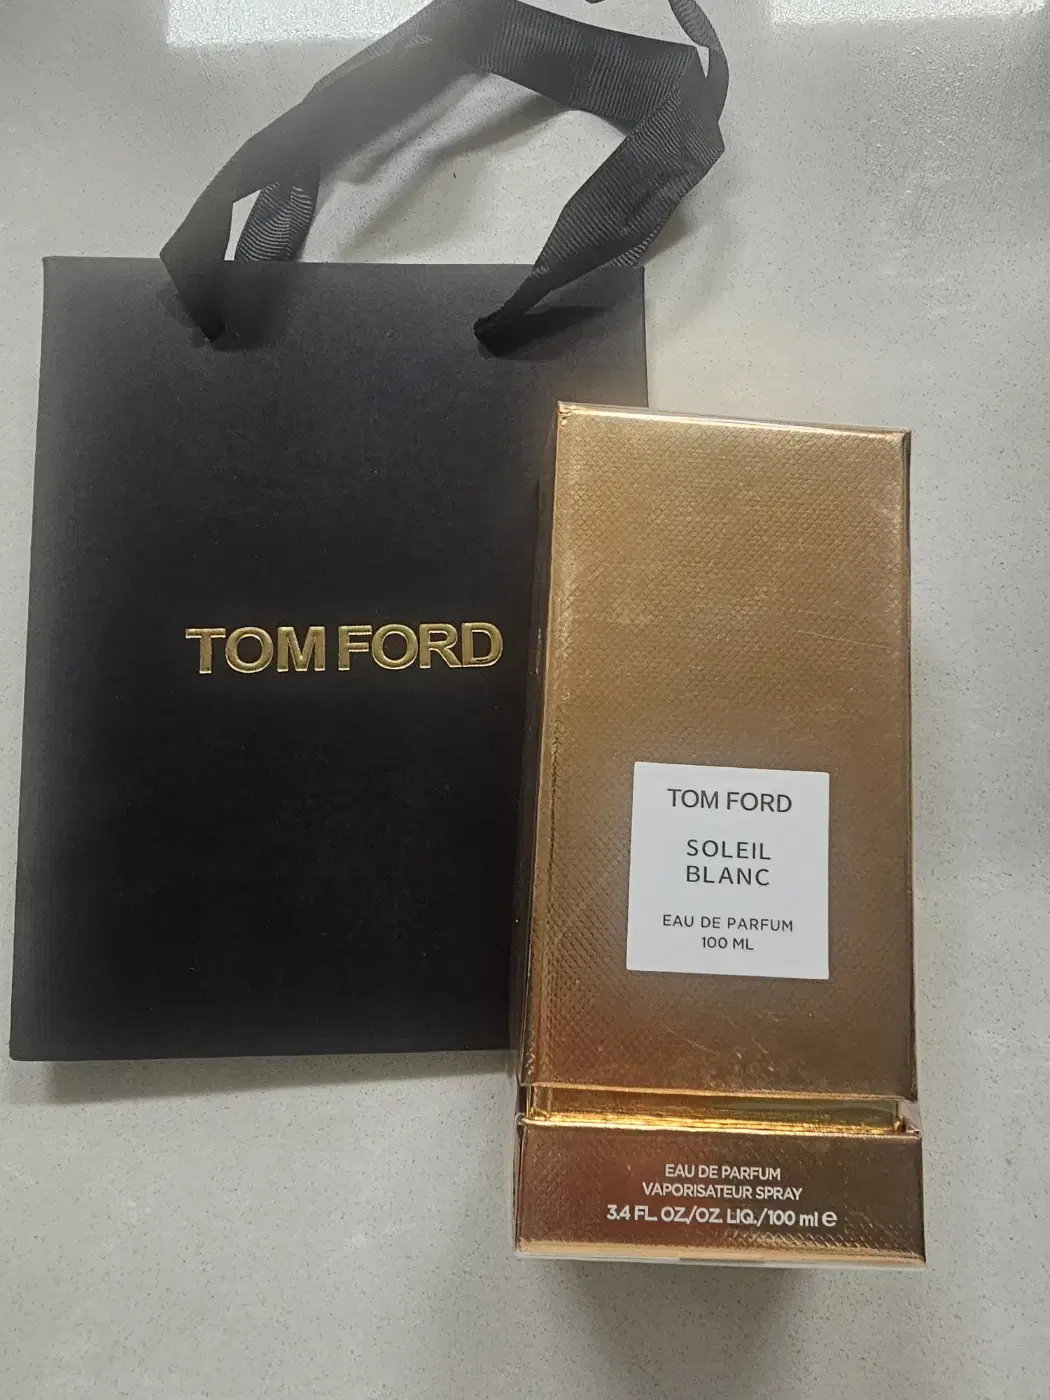 TOM FORD
TOM FORD
SOLEIL
BLANC
EAU DE PARFUM
100 ML
EAU DE PARFUM
VAPORISATEUR SPRAY
3.4 FL. OZ./OZ. LIQ./100 ml e